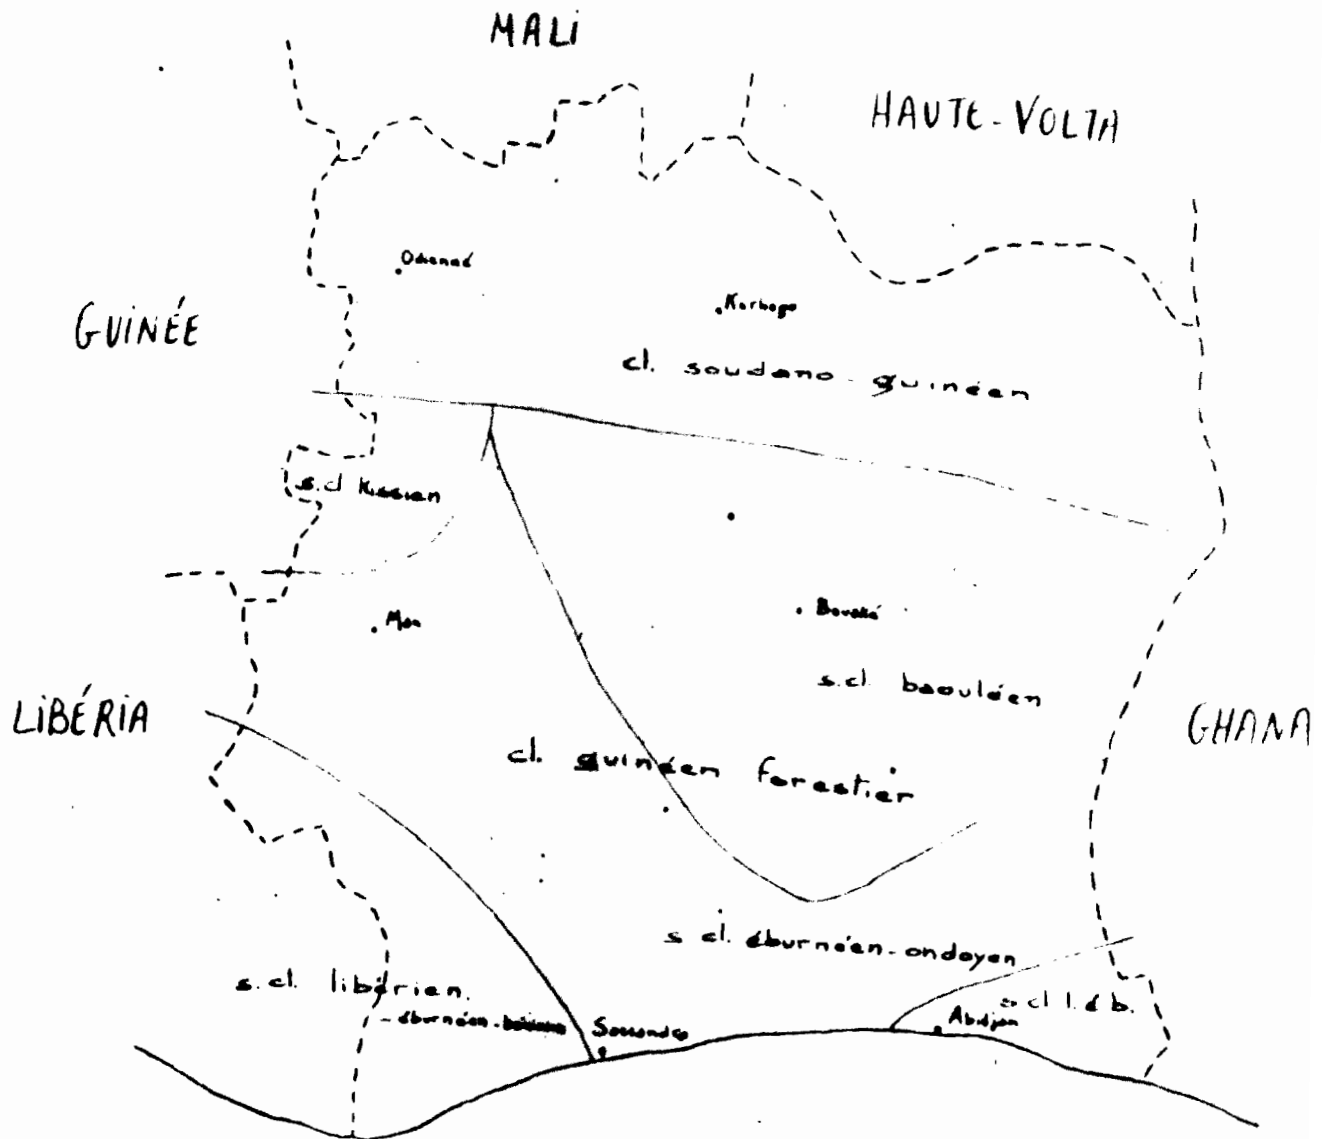 MALI
HAUTE-VOLTA
Odienné
GUINÉE
Korhogo
cl. soudano-guinéen
s.cl Kissien
Man
Bouaké
s.cl. baouléen
LIBÉRIA
GHANA
cl. guinéen forestier
s cl. éburnéen-ondoyen
s.cl. libérien.
s cl l. é b.
-éburnéen-
Sassandra
Abidjan